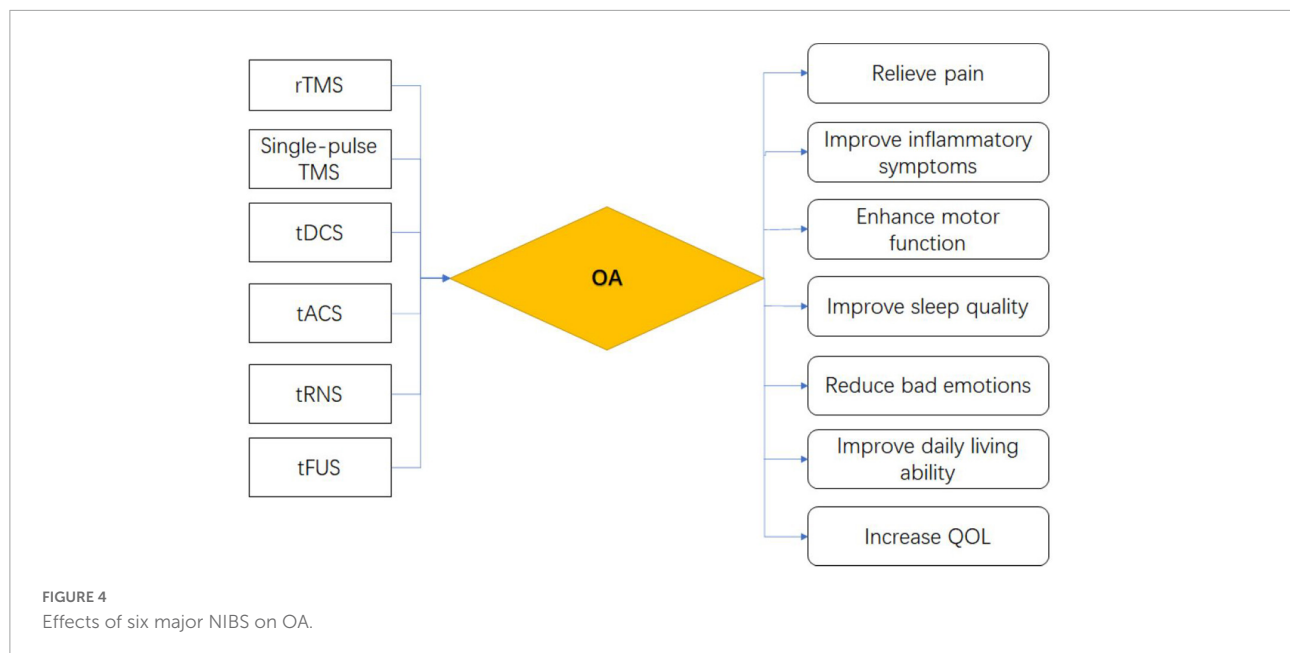 rTMS
Single-pulse
TMS
tDCS
tACS
tRNS
tFUS
OA
Relieve pain
Improve inflammatory
symptoms
Enhance motor
function
Improve sleep quality
Reduce bad emotions
Improve daily living
ability
Increase QOL
FIGURE 4
Effects of six major NIBS on OA.